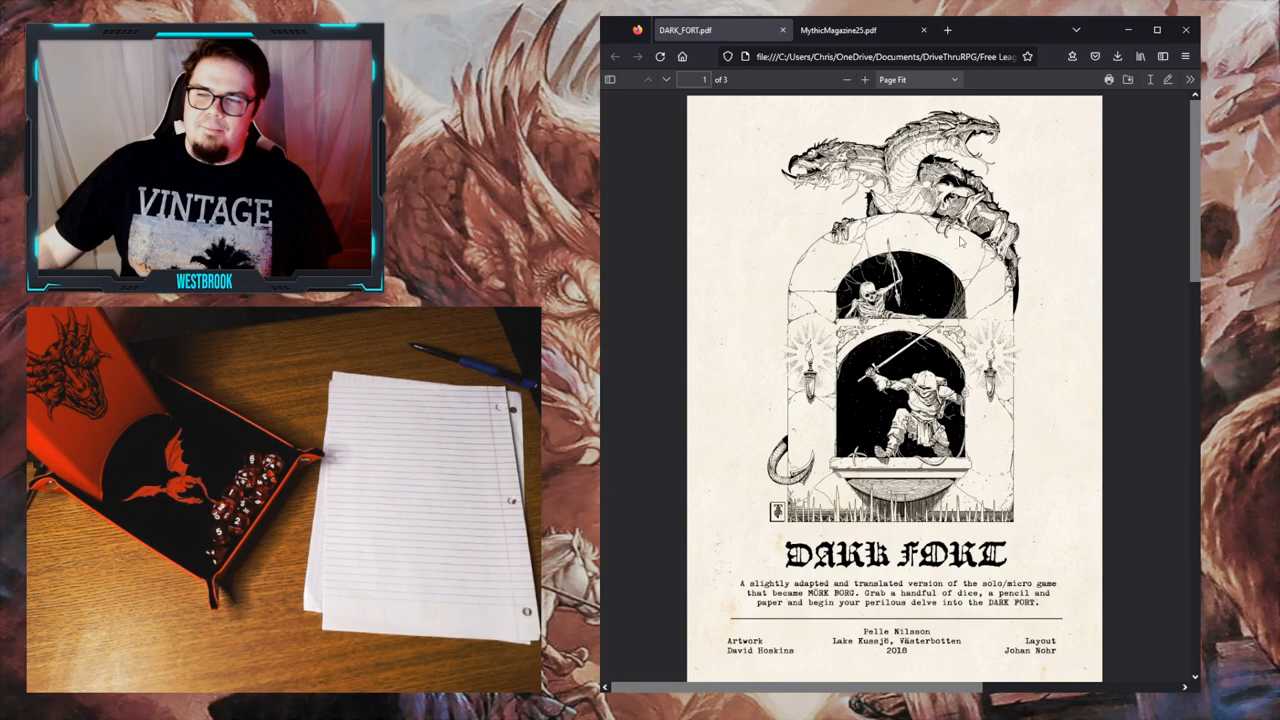 VINTAGE
WESTBROOK
DARK_FORT.pdf
MythicMagazine25.pdf
file:///C:/Users/Chris/OneDrive/Documents/DriveThruRPG/Free Leag
1 of 3
Page Fit
DARK FORT
A slightly adapted and translated version of the solo/micro game
that became MÖRK BORG. Grab a handful of dice, a pencil and
paper and begin your perilous delve into the DARK FORT.
Pelle Nilsson
Artwork Lake Kussjö, Västerbotten Layout
David Hoskins 2018 Johan Nohr